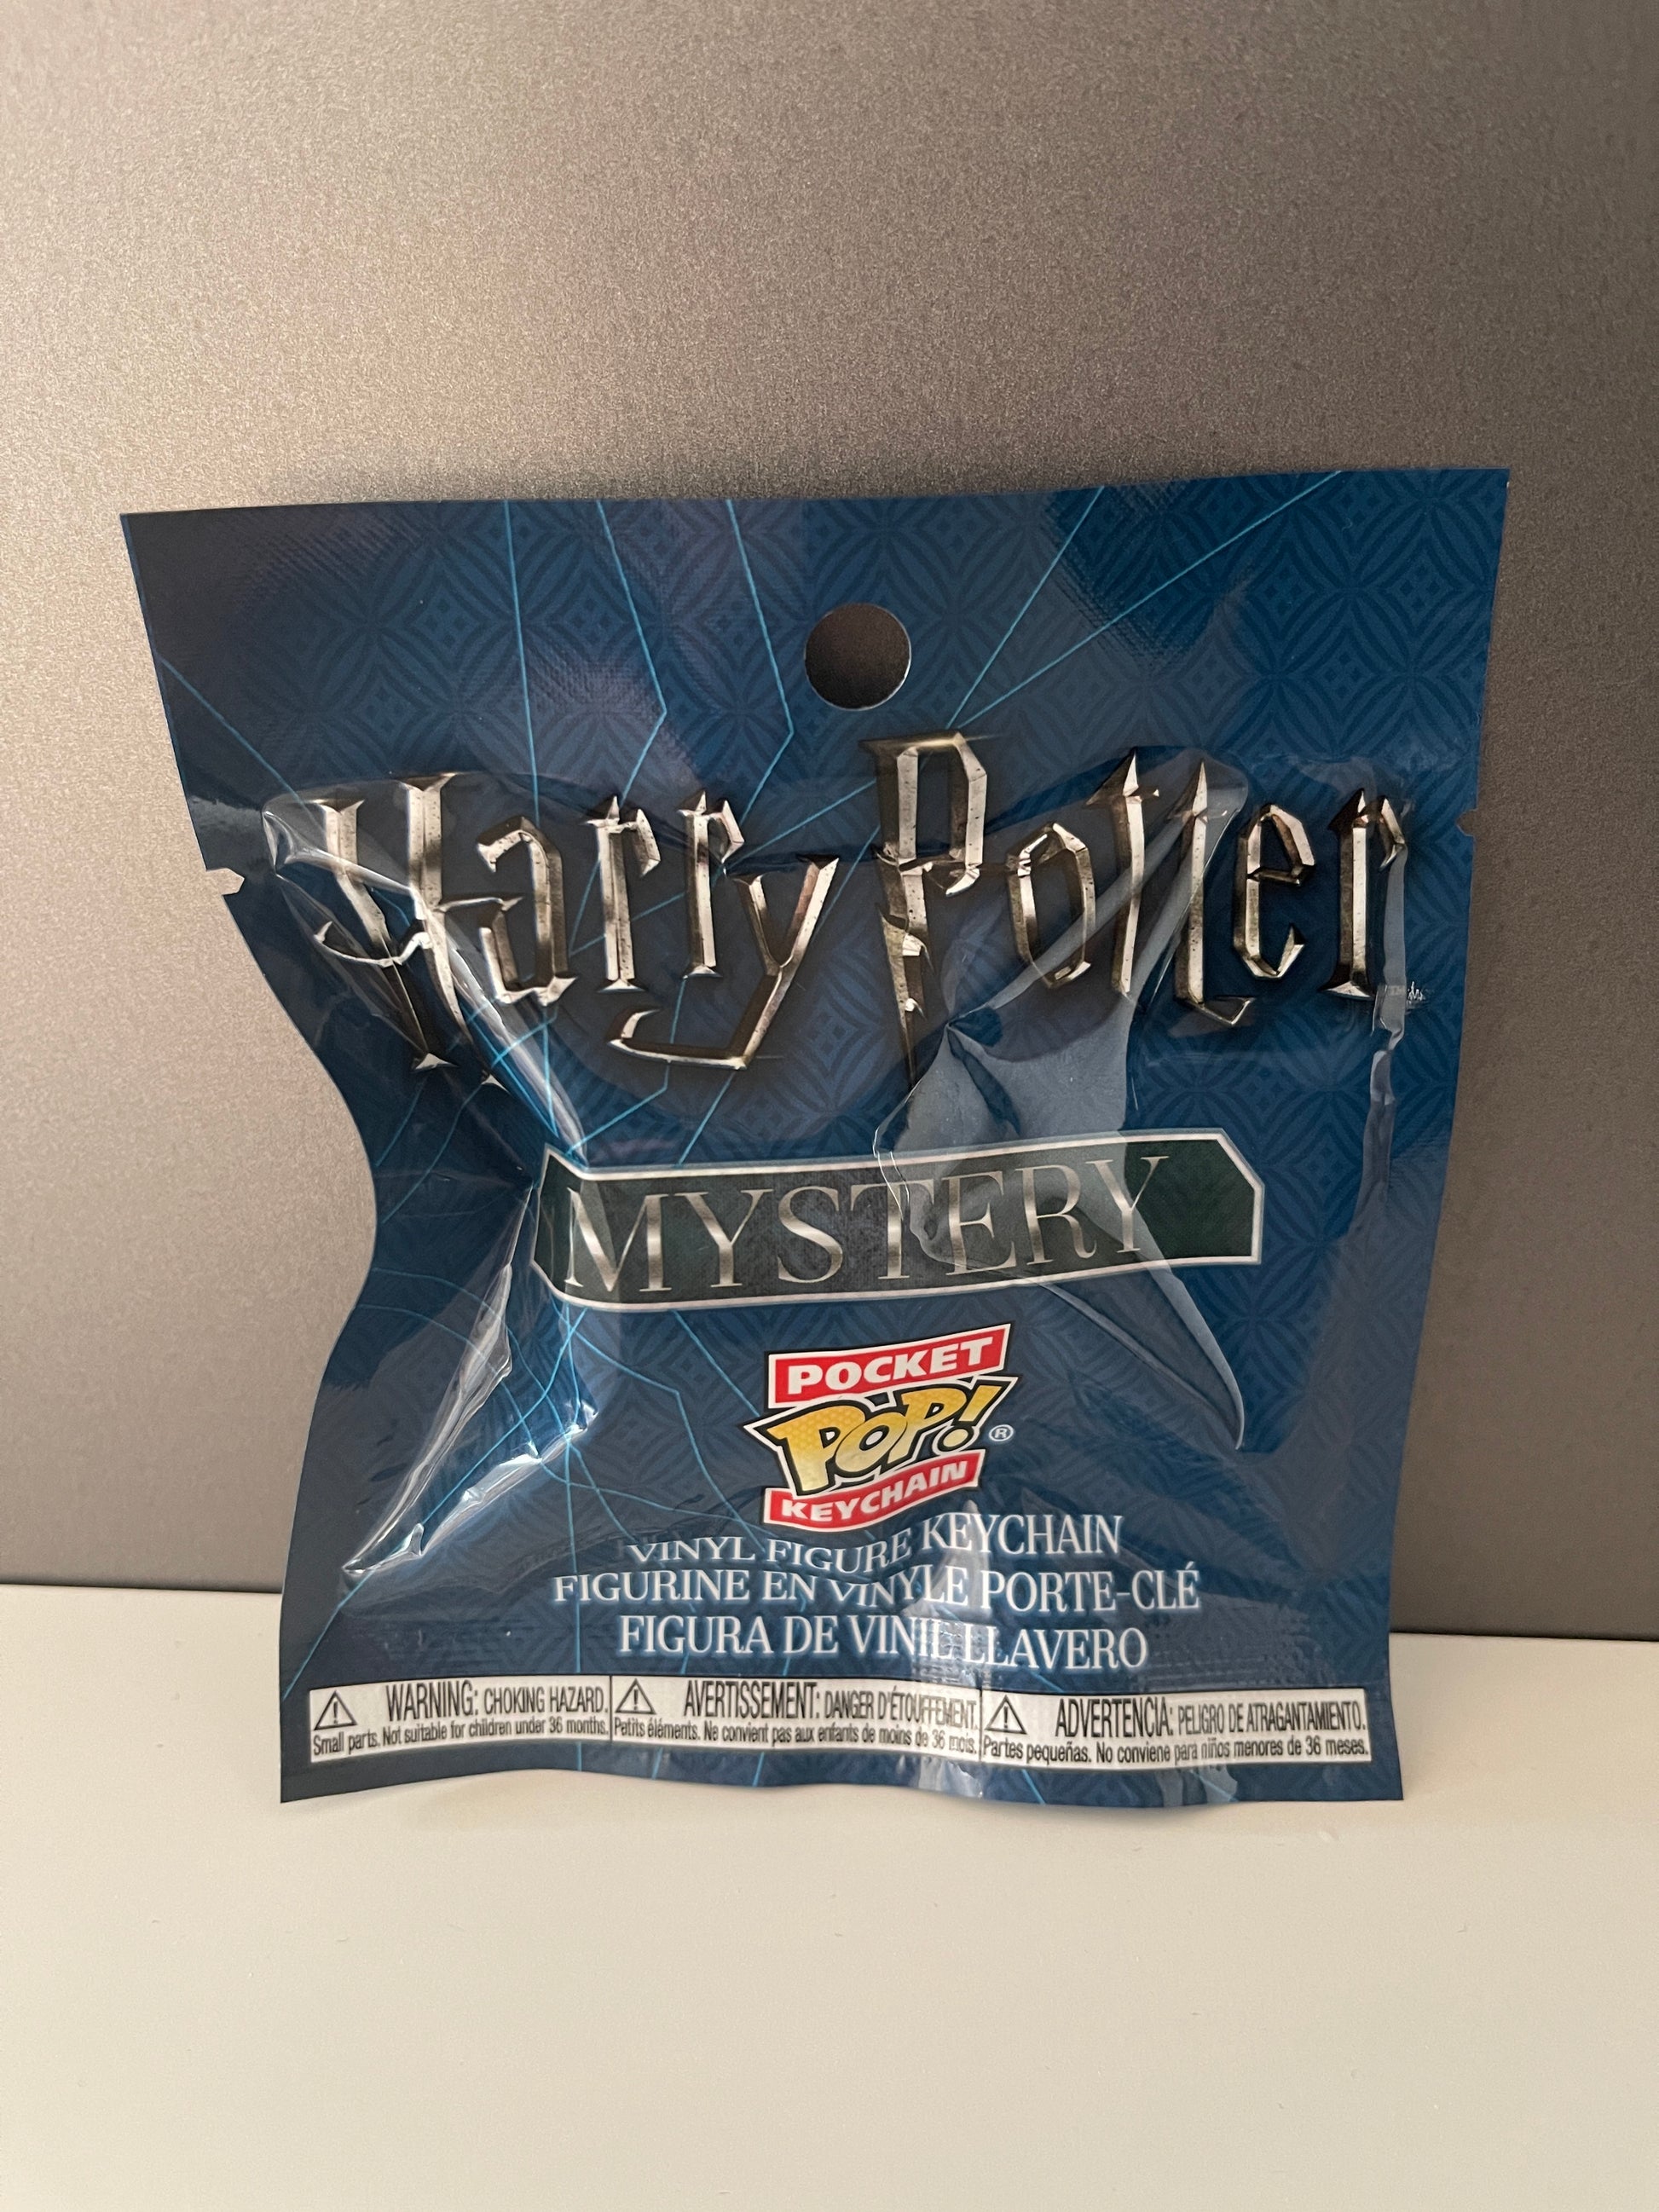 Harry Potter
MYSTERY
POCKET
POP! ®
KEYCHAIN
VINYL FIGURE KEYCHAIN
FIGURINE EN VINYLE PORTE-CLÉ
FIGURA DE VINIL LLAVERO
WARNING: CHOKING HAZARD.
Small parts. Not suitable for children under 36 months.
AVERTISSEMENT: DANGER D'ÉTOUFFEMENT.
Petits éléments. Ne convient pas aux enfants de moins de 36 mois.
ADVERTENCIA: PELIGRO DE ATRAGANTAMIENTO.
Partes pequeñas. No conviene para niños menores de 36 meses.